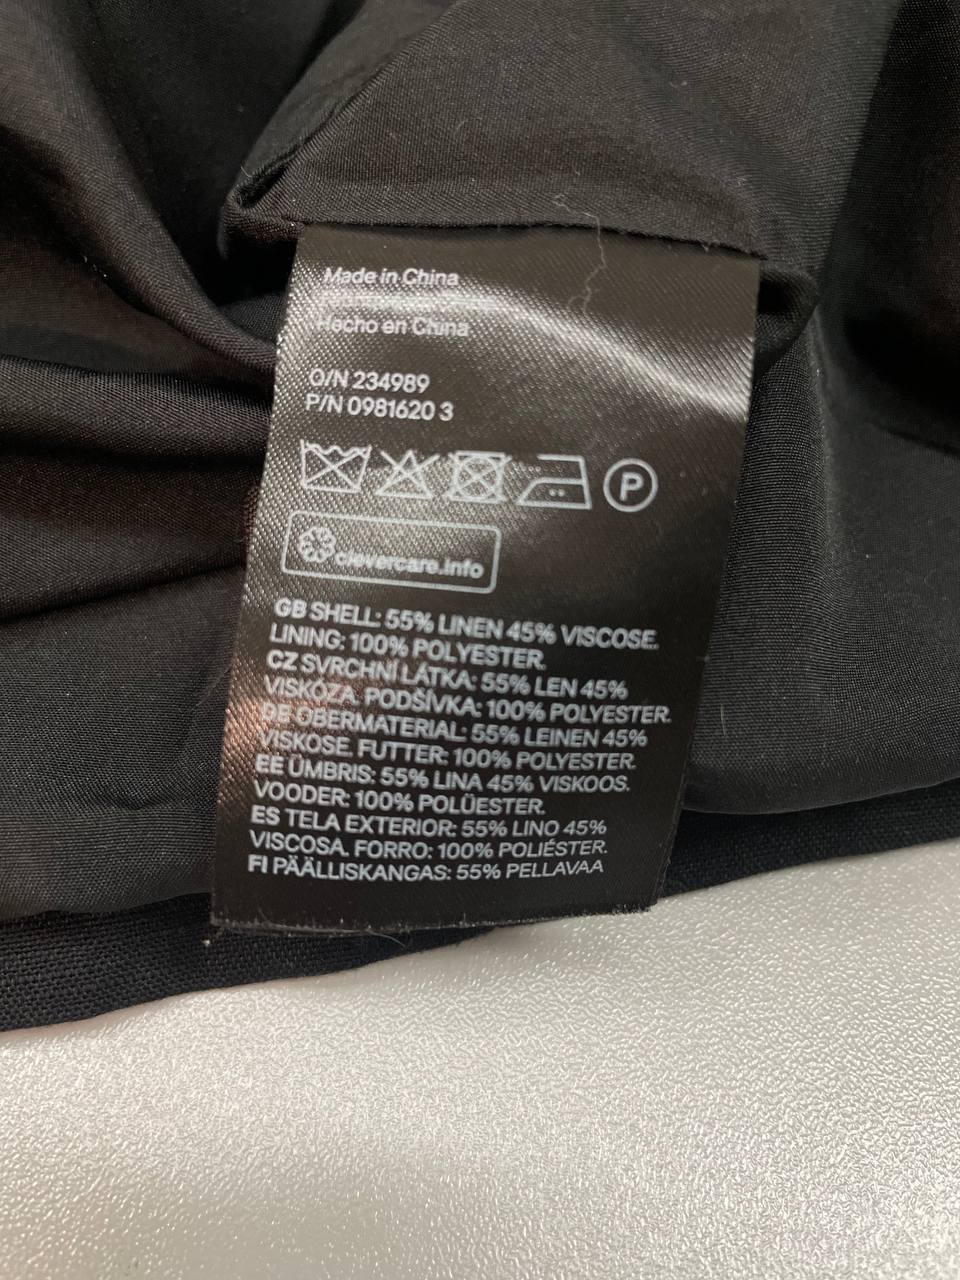 Made in China
Hecho en China
O/N 234989
P/N 0981620 3
P
clevercare.info
GB SHELL: 55% LINEN 45% VISCOSE.
LINING: 100% POLYESTER.
CZ SVRCHNÍ LÁTKA: 55% LEN 45%
VISKÓZA. PODŠÍVKA: 100% POLYESTER.
DE OBERMATERIAL: 55% LEINEN 45%
VISKOSE. FUTTER: 100% POLYESTER.
EE ÜMBRIS: 55% LINA 45% VISKOOS.
VOODER: 100% POLÜESTER.
ES TELA EXTERIOR: 55% LINO 45%
VISCOSA. FORRO: 100% POLIÉSTER.
FI PÄÄLLISKANGAS: 55% PELLAVAA